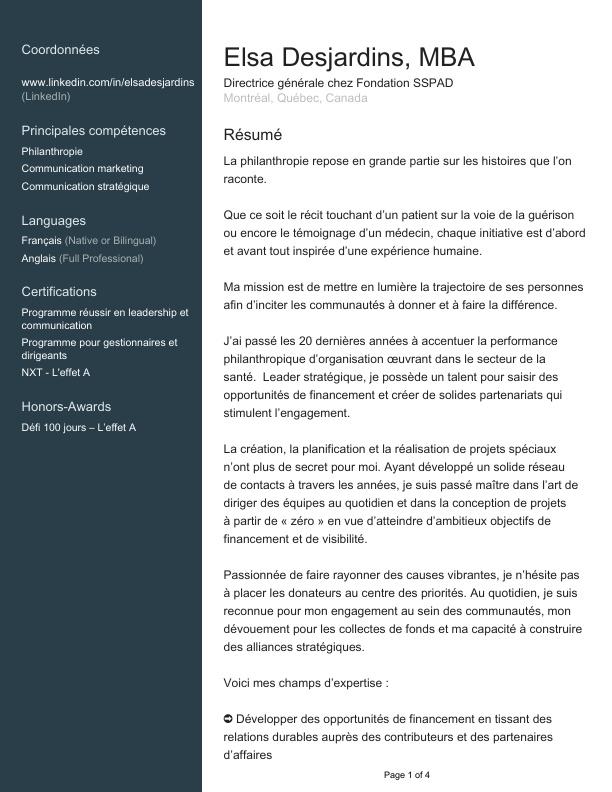 Coordonnées
www.linkedin.com/in/elsadesjardins
(LinkedIn)
Principales compétences
Philanthropie
Communication marketing
Communication stratégique
Languages
Français (Native or Bilingual)
Anglais (Full Professional)
Certifications
Programme réussir en leadership et
communication
Programme pour gestionnaires et
dirigeants
NXT - L'effet A
Honors-Awards
Défi 100 jours – L'effet A
Elsa Desjardins, MBA
Directrice générale chez Fondation SSPAD
Montréal, Québec, Canada
Résumé
La philanthropie repose en grande partie sur les histoires que l'on
raconte.
Que ce soit le récit touchant d'un patient sur la voie de la guérison
ou encore le témoignage d'un médecin, chaque initiative est d'abord
et avant tout inspirée d'une expérience humaine.
Ma mission est de mettre en lumière la trajectoire de ses personnes
afin d'inciter les communautés à donner et à faire la différence.
J'ai passé les 20 dernières années à accentuer la performance
philanthropique d'organisation œuvrant dans le secteur de la
santé.  Leader stratégique, je possède un talent pour saisir des
opportunités de financement et créer de solides partenariats qui
stimulent l'engagement.
La création, la planification et la réalisation de projets spéciaux
n'ont plus de secret pour moi. Ayant développé un solide réseau
de contacts à travers les années, je suis passé maître dans l'art de
diriger des équipes au quotidien et dans la conception de projets
à partir de « zéro » en vue d'atteindre d'ambitieux objectifs de
financement et de visibilité.
Passionnée de faire rayonner des causes vibrantes, je n'hésite pas
à placer les donateurs au centre des priorités. Au quotidien, je suis
reconnue pour mon engagement au sein des communautés, mon
dévouement pour les collectes de fonds et ma capacité à construire
des alliances stratégiques.
Voici mes champs d'expertise :
➲ Développer des opportunités de financement en tissant des
relations durables auprès des contributeurs et des partenaires
d'affaires
Page 1 of 4